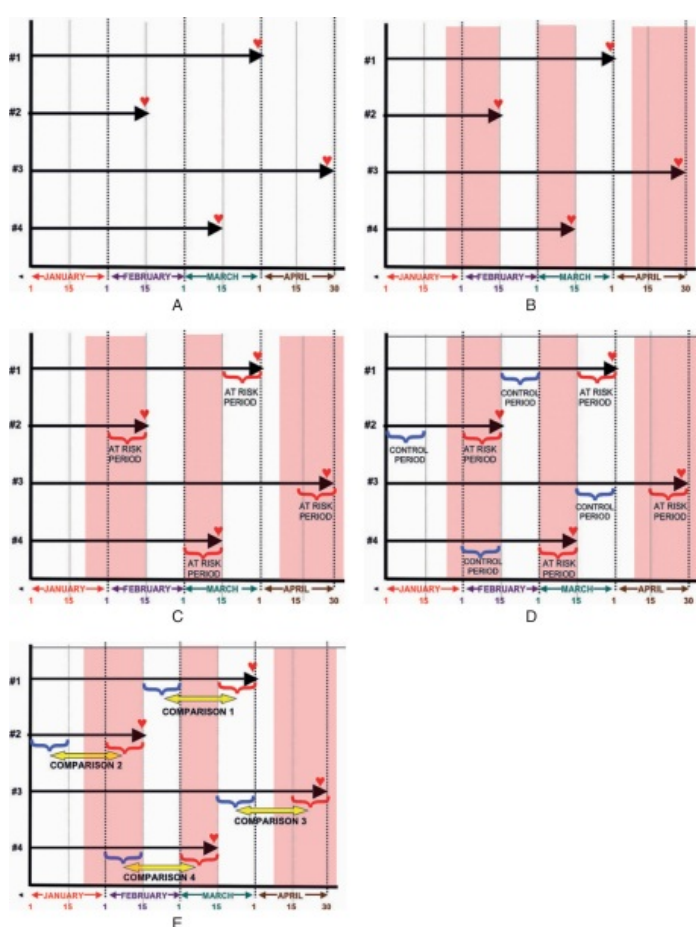 #1
#2
#3
#4
JANUARY FEBRUARY MARCH APRIL
1 15 1 15 1 15 1 15 30
A
#1
#2
#3
#4
JANUARY FEBRUARY MARCH APRIL
1 15 1 15 1 15 1 15 30
B
#1
AT RISK
PERIOD
#2
AT RISK
PERIOD
#3
AT RISK
PERIOD
#4
AT RISK
PERIOD
JANUARY FEBRUARY MARCH APRIL
1 15 1 15 1 15 1 15 30
C
#1
CONTROL
PERIOD
AT RISK
PERIOD
#2
CONTROL
PERIOD
AT RISK
PERIOD
#3
CONTROL
PERIOD
AT RISK
PERIOD
#4
CONTROL
PERIOD
AT RISK
PERIOD
JANUARY FEBRUARY MARCH APRIL
1 15 1 15 1 15 1 15 30
D
#1
COMPARISON 1
#2
COMPARISON 2
#3
COMPARISON 3
#4
COMPARISON 4
JANUARY FEBRUARY MARCH APRIL
1 15 1 15 1 15 1 15 30
E